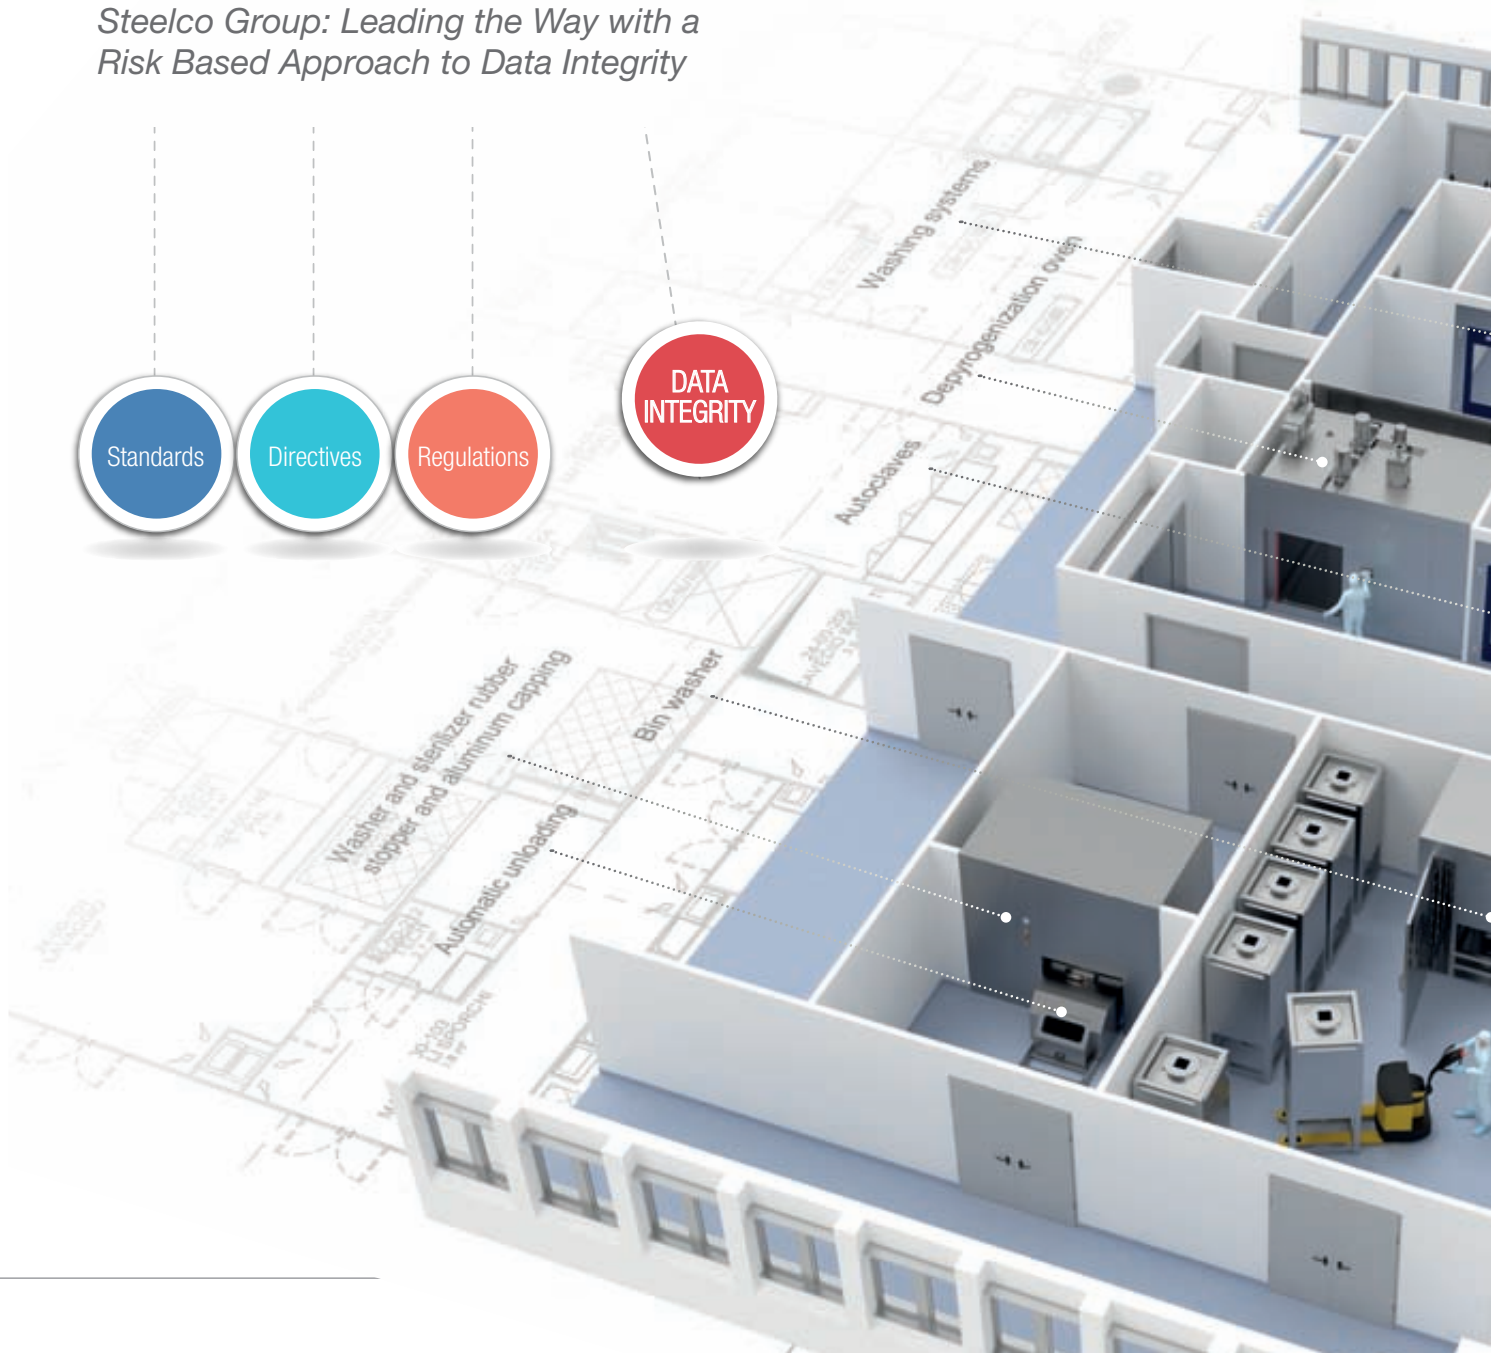 Steelco Group: Leading the Way with a
Risk Based Approach to Data Integrity
Standards
Directives
Regulations
DATA
INTEGRITY
Washing systems
Depyrogenization oven
Autoclaves
Bin washer
Washer and sterilizer rubber
stopper and aluminum capping
Automatic unloading